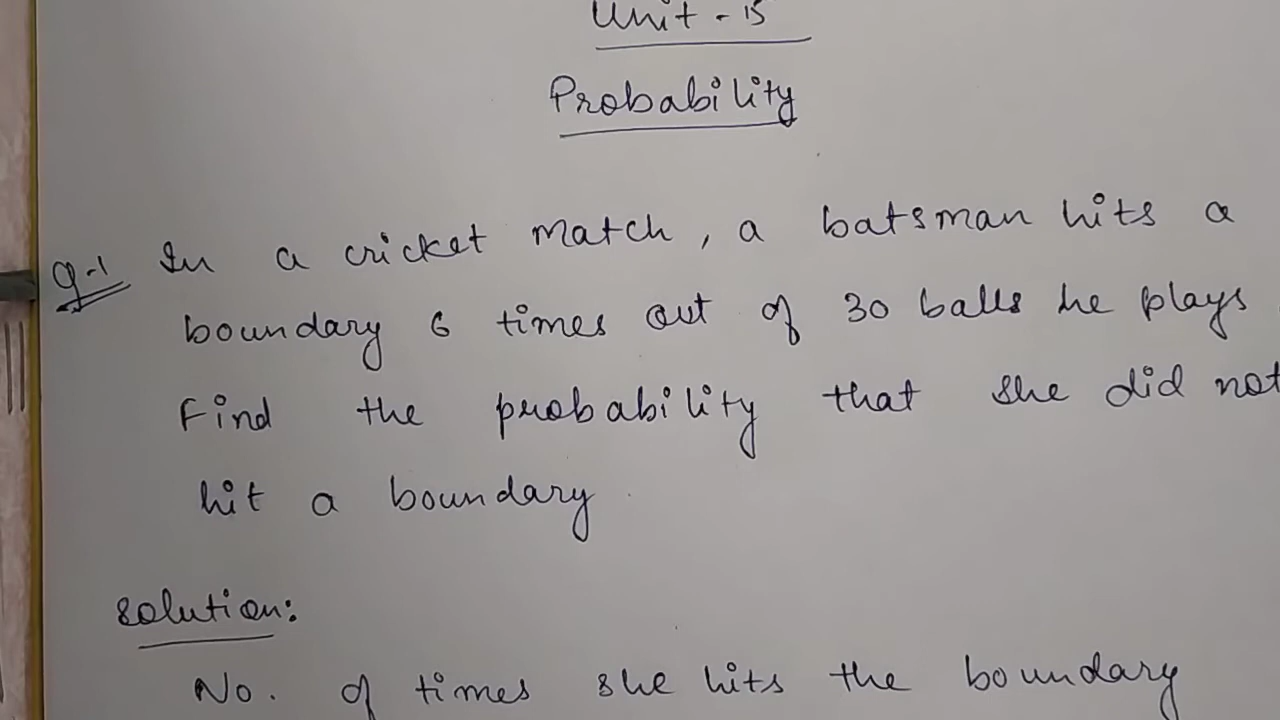 Unit - 15
Probability
Q-1 In a cricket match, a batsman hits a
boundary 6 times out of 30 balls he plays
Find the probability that she did not
hit a boundary
Solution:
No. of times she hits the boundary